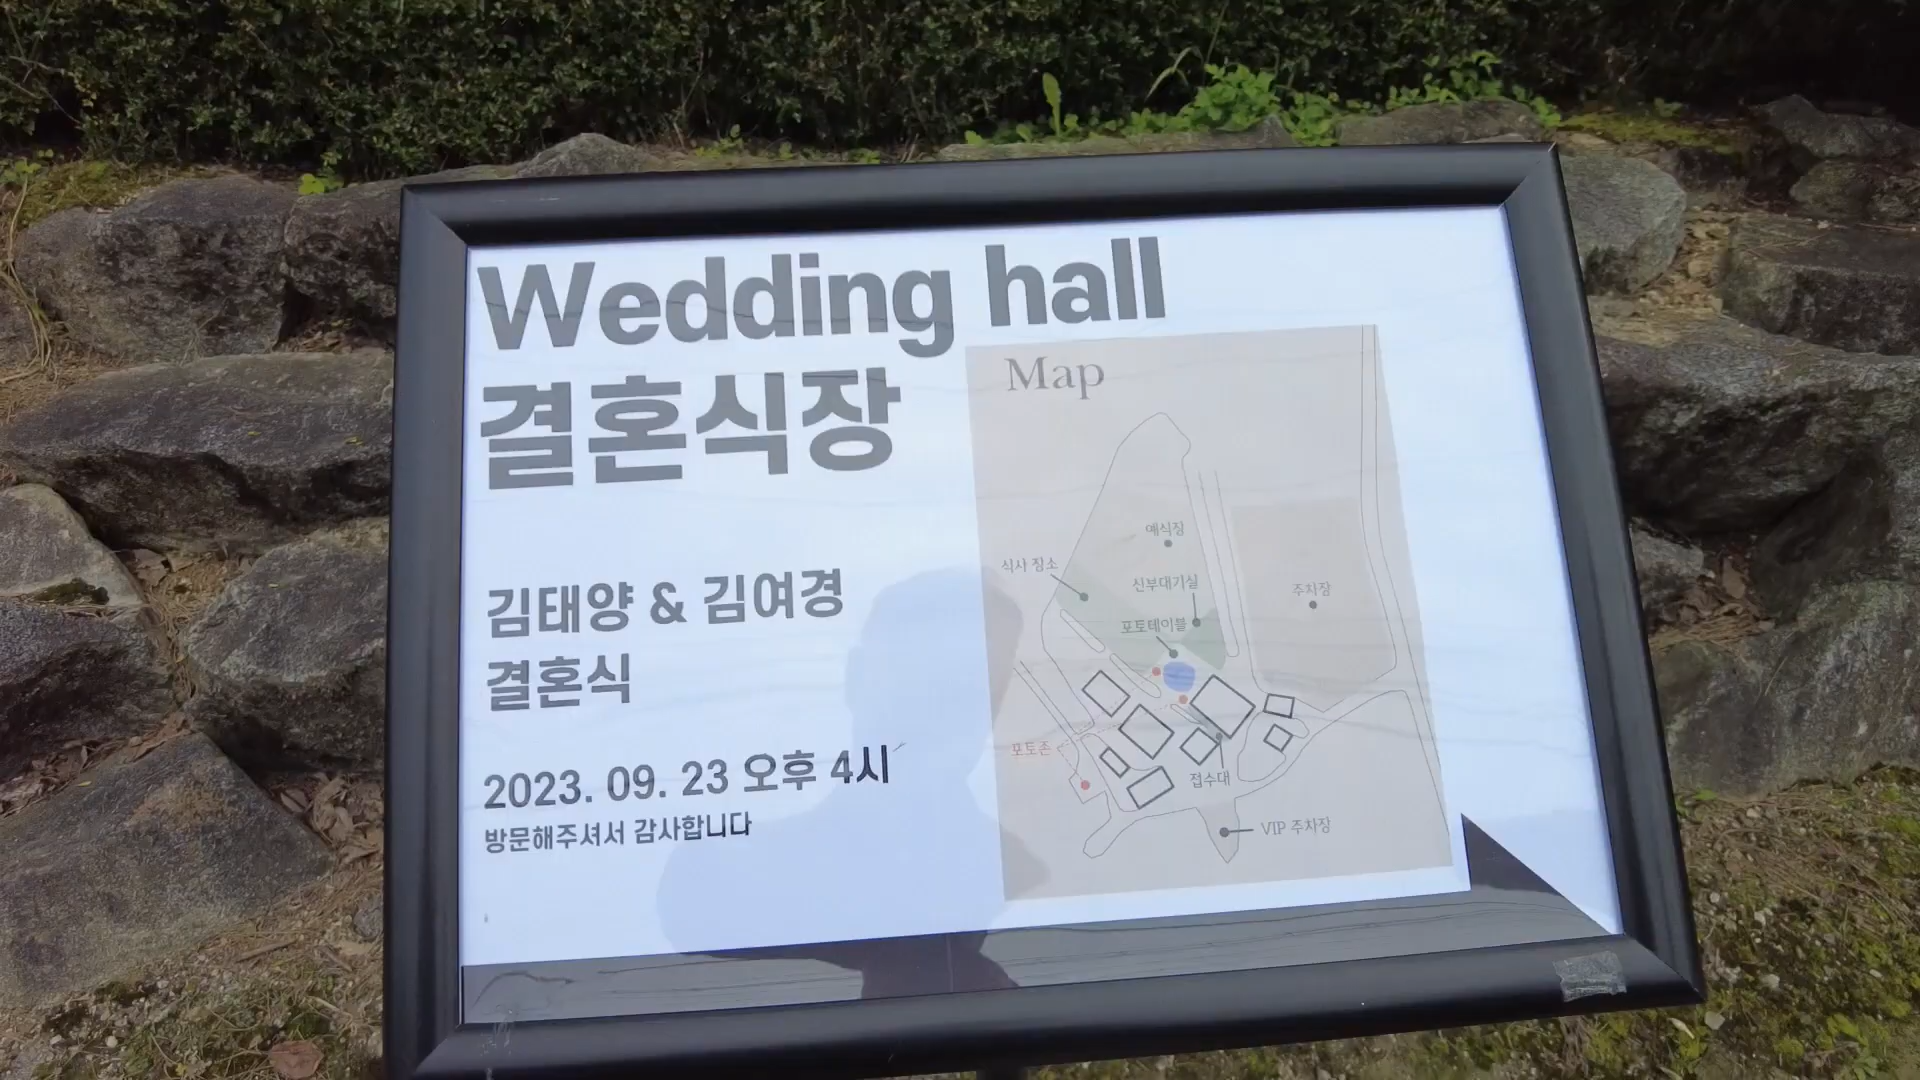 Wedding hall
결혼식장
김태양 & 김여경
결혼식
2023. 09. 23 오후 4시
방문해주셔서 감사합니다
Map
예식장
식사 장소
신부대기실
주차장
포토테이블
포토존
접수대
VIP 주차장